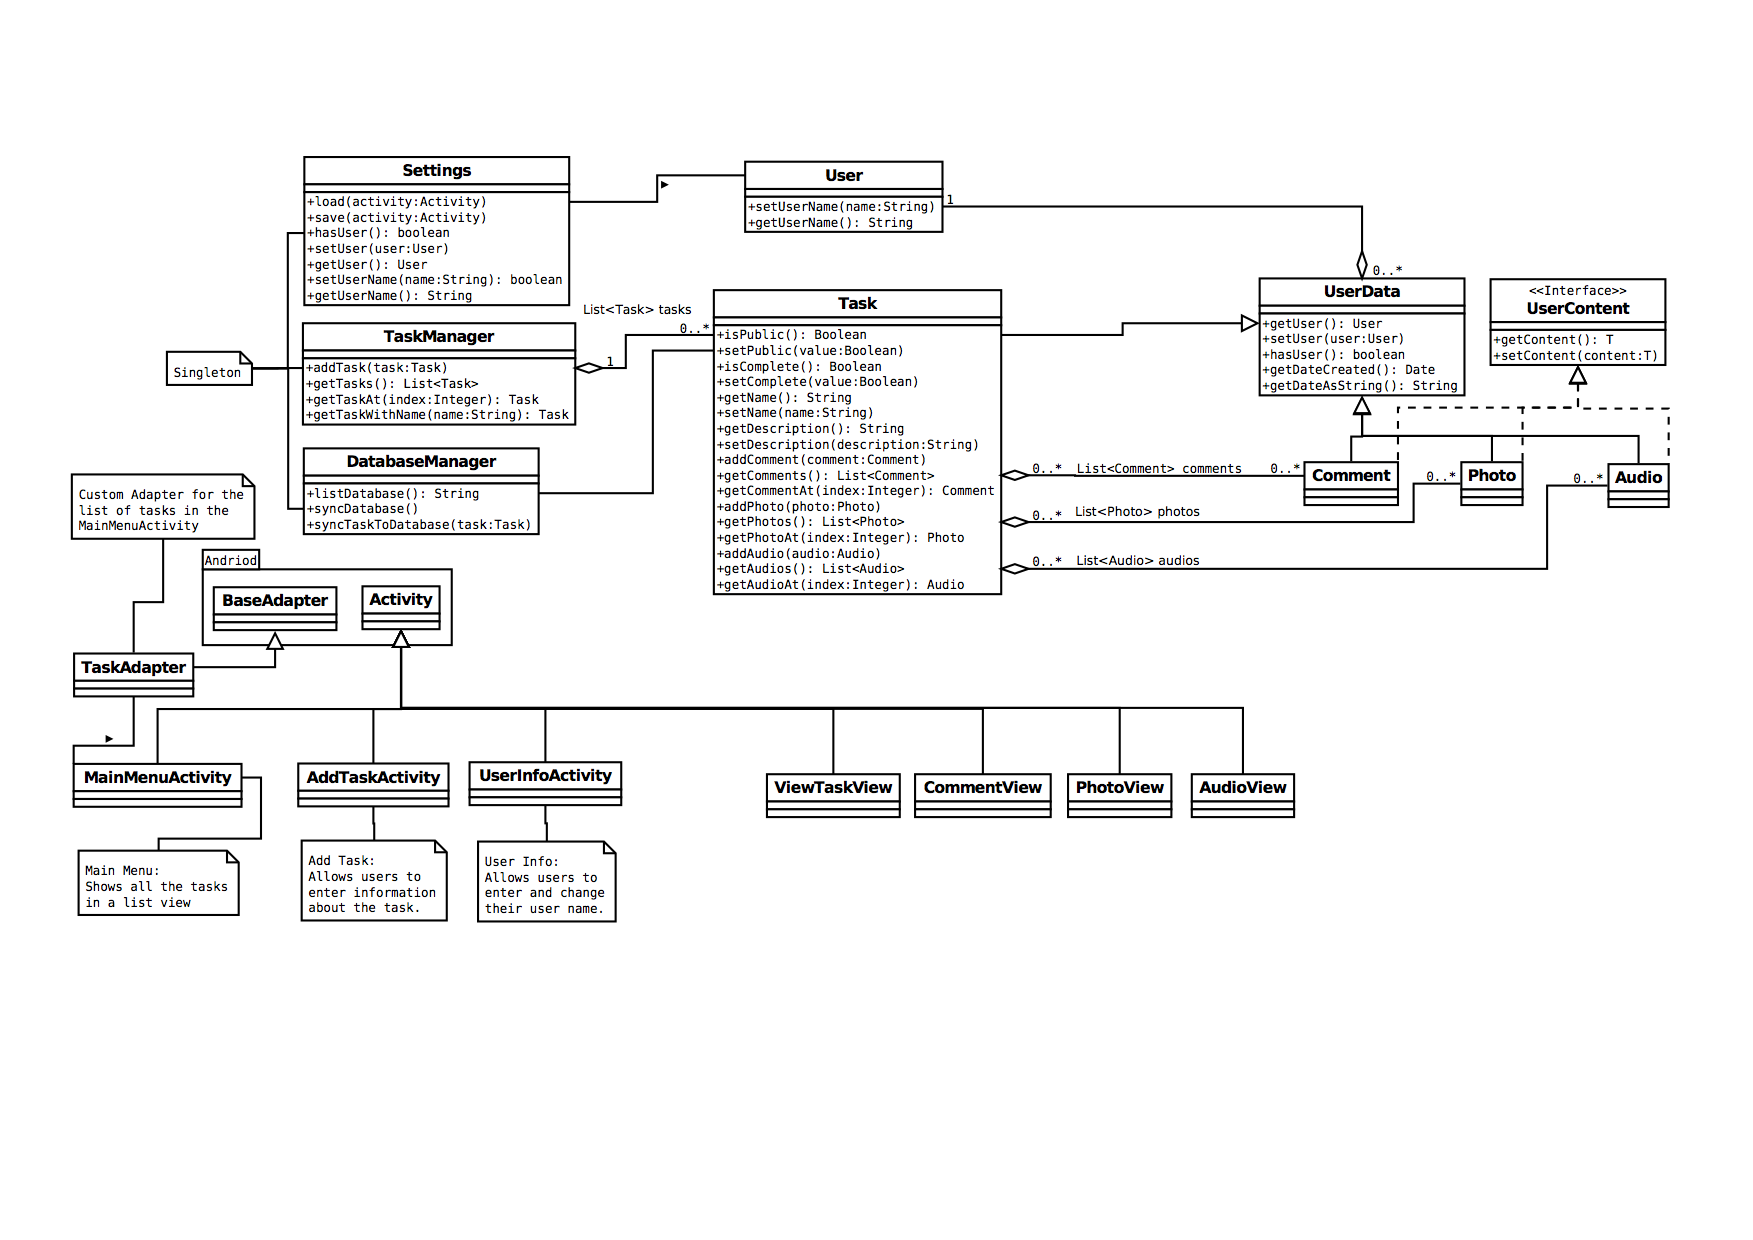 Settings
+load(activity:Activity)
+save(activity:Activity)
+hasUser(): boolean
+setUser(user:User)
+getUser(): User
+setUserName(name:String): boolean
+getUserName(): String
User
+setUserName(name:String)
+getUserName(): String
1
0..*
List<Task> tasks
0..*
1
TaskManager
+addTask(task:Task)
+getTasks(): List<Task>
+getTaskAt(index:Integer): Task
+getTaskWithName(name:String): Task
Singleton
DatabaseManager
+listDatabase(): String
+syncDatabase()
+syncTaskToDatabase(task:Task)
Task
+isPublic(): Boolean
+setPublic(value:Boolean)
+isComplete(): Boolean
+setComplete(value:Boolean)
+getName(): String
+setName(name:String)
+getDescription(): String
+setDescription(description:String)
+addComment(comment:Comment)
+getComments(): List<Comment>
+getCommentAt(index:Integer): Comment
+addPhoto(photo:Photo)
+getPhotos(): List<Photo>
+getPhotoAt(index:Integer): Photo
+addAudio(audio:Audio)
+getAudios(): List<Audio>
+getAudioAt(index:Integer): Audio
UserData
+getUser(): User
+setUser(user:User)
+hasUser(): boolean
+getDateCreated(): Date
+getDateAsString(): String
<<Interface>>
UserContent
+getContent(): T
+setContent(content:T)
0..* List<Comment> comments 0..*
Comment
0..* List<Photo> photos 0..*
Photo
0..* List<Audio> audios 0..*
Audio
Custom Adapter for the
list of tasks in the
MainMenuActivity
Andriod
BaseAdapter
Activity
TaskAdapter
MainMenuActivity
AddTaskActivity
UserInfoActivity
ViewTaskView
CommentView
PhotoView
AudioView
Main Menu:
Shows all the tasks
in a list view
Add Task:
Allows users to
enter information
about the task.
User Info:
Allows users to
enter and change
their user name.